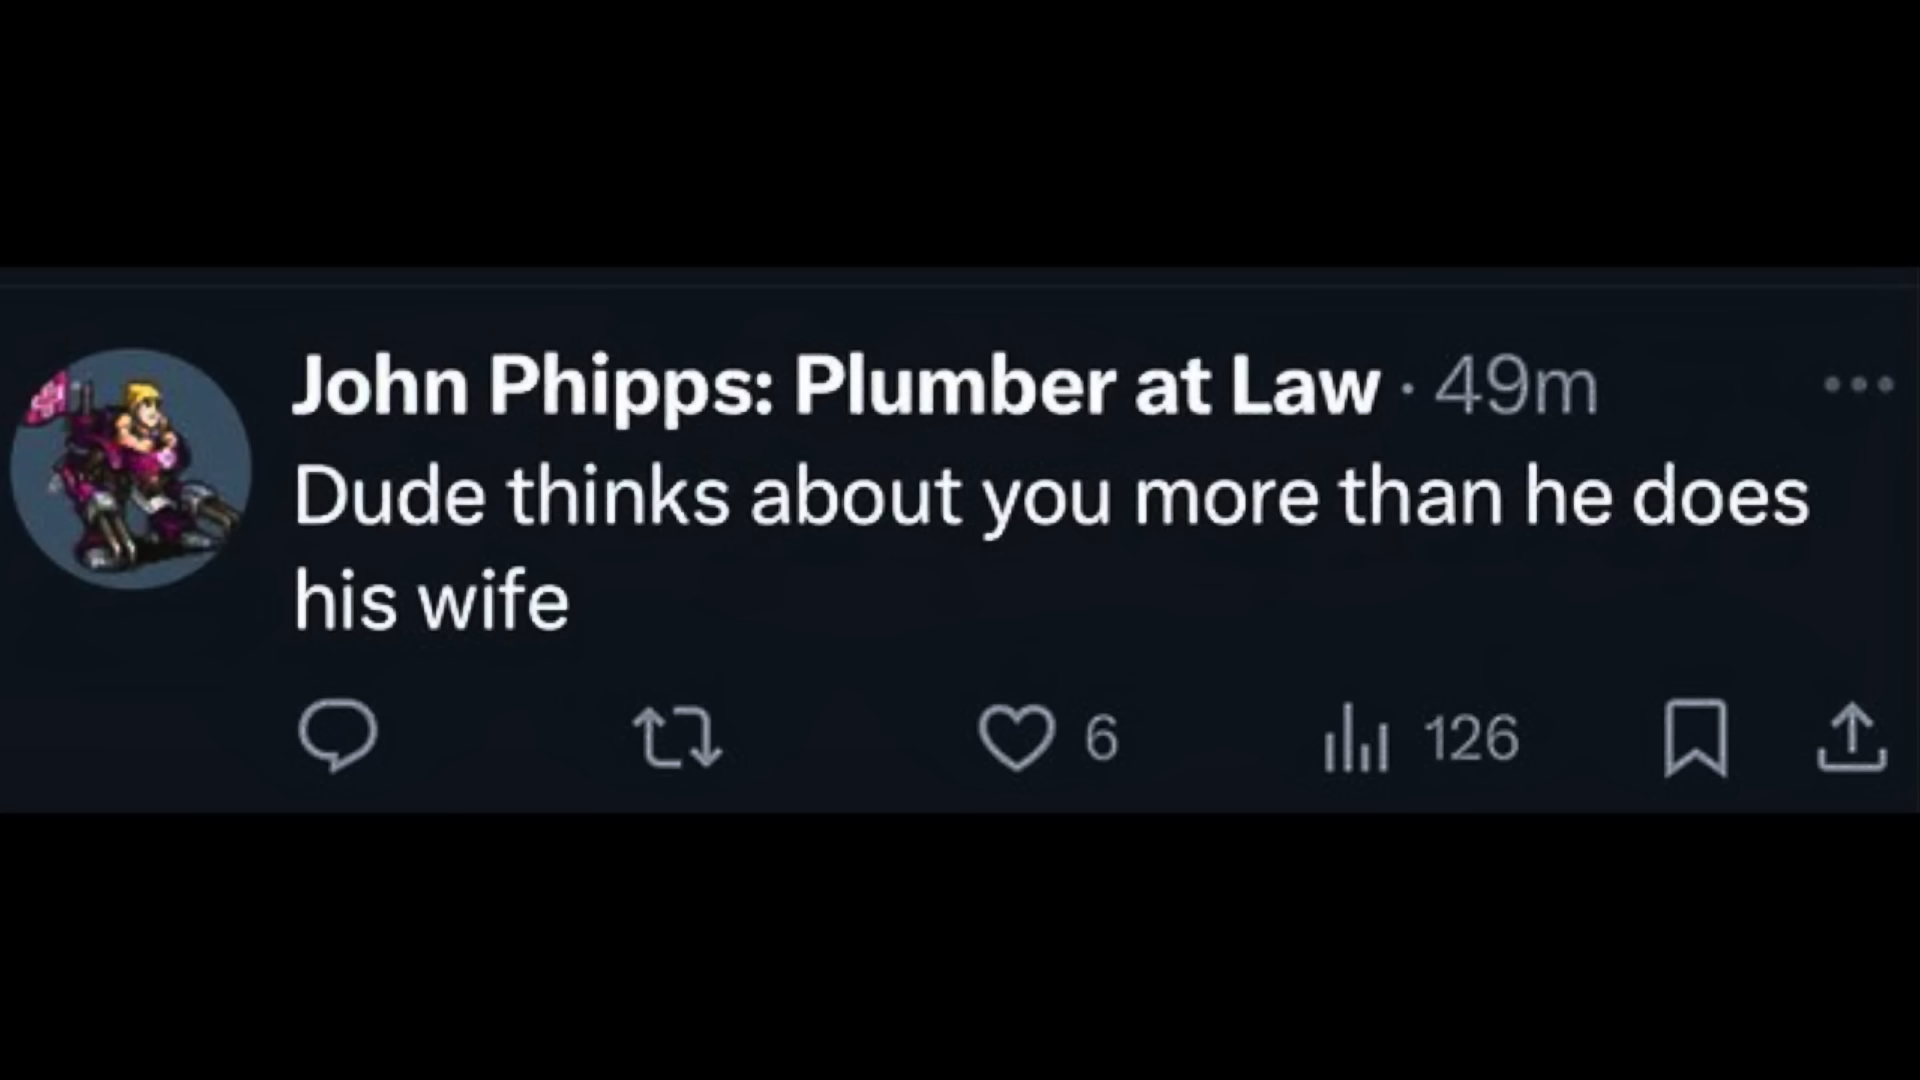 John Phipps: Plumber at Law · 49m
Dude thinks about you more than he does
his wife
6 126